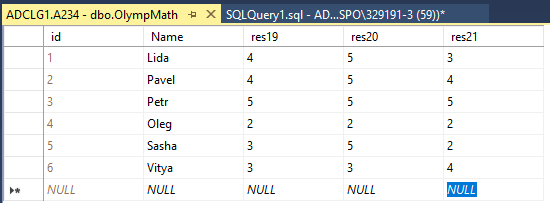 ADCLG1.A234 - dbo.OlympMath SQLQuery1.sql - AD...SPO\329191-3 (59))*
id Name res19 res20 res21
1 Lida 4 5 3
2 Pavel 4 5 4
3 Petr 5 5 5
4 Oleg 2 2 2
5 Sasha 3 5 2
6 Vitya 3 3 4
NULL NULL NULL NULL NULL